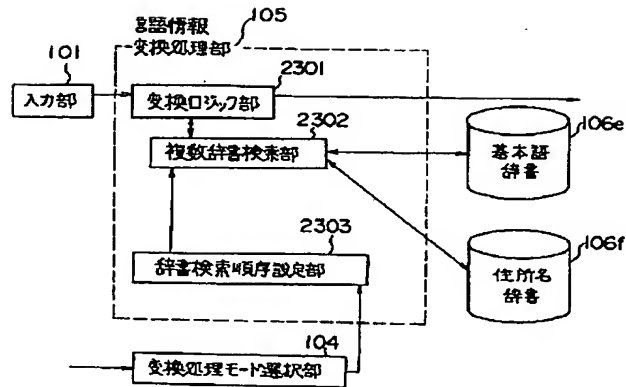 105
言語情報
変換処理部
101
入力部
2301
変換ロジック部
2302
複数辞書検索部
106e
基本語
辞書
2303
辞書検索順序設定部
106f
住所名
辞書
104
変換処理モード選択部